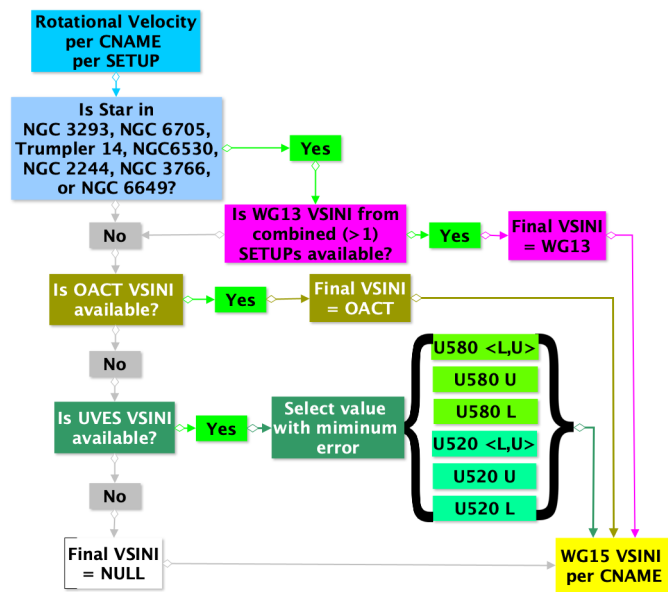 Rotational Velocity
per CNAME
per SETUP
Is Star in
NGC 3293, NGC 6705,
Trumpler 14, NGC6530,
NGC 2244, NGC 3766,
or NGC 6649?
Yes
No
Is WG13 VSINI from
combined (>1)
SETUPs available?
Yes
Final VSINI
= WG13
Is OACT VSINI
available?
Yes
Final VSINI
= OACT
No
Is UVES VSINI
available?
Yes
Select value
with miminum
error
U580 <L,U>
U580 U
U580 L
U520 <L,U>
U520 U
U520 L
No
Final VSINI
= NULL
WG15 VSINI
per CNAME